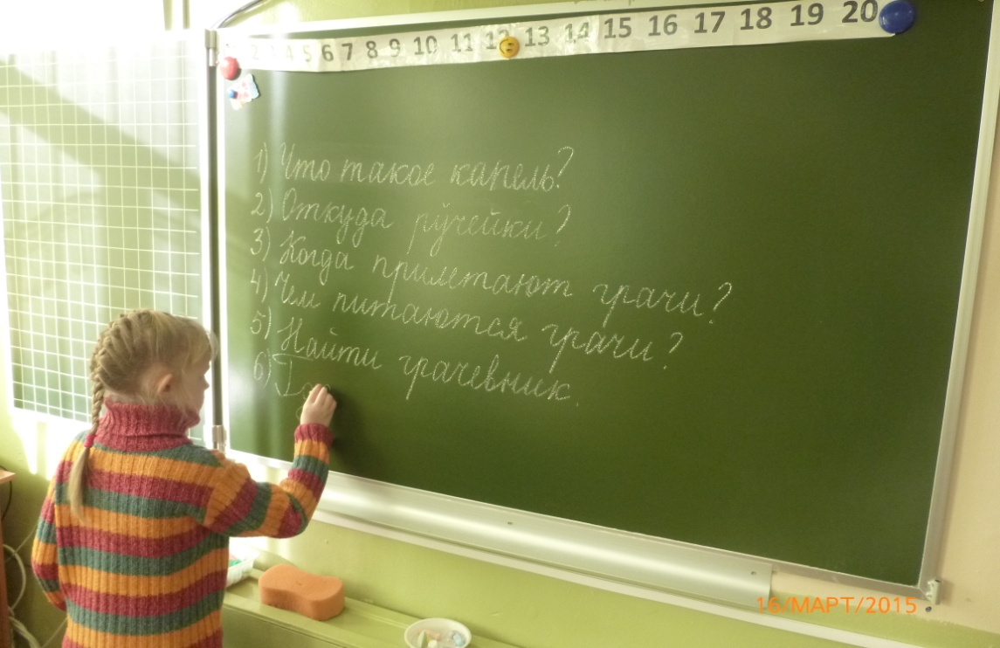 2 3 4 5 6 7 8 9 10 11 12 13 14 15 16 17 18 19 20
1) Что такое капель?
2) Откуда ручейки?
3) Когда прилетают грачи?
4) Чем питаются грачи?
5) Найти грачевник.
6)
16/МАРТ/2015